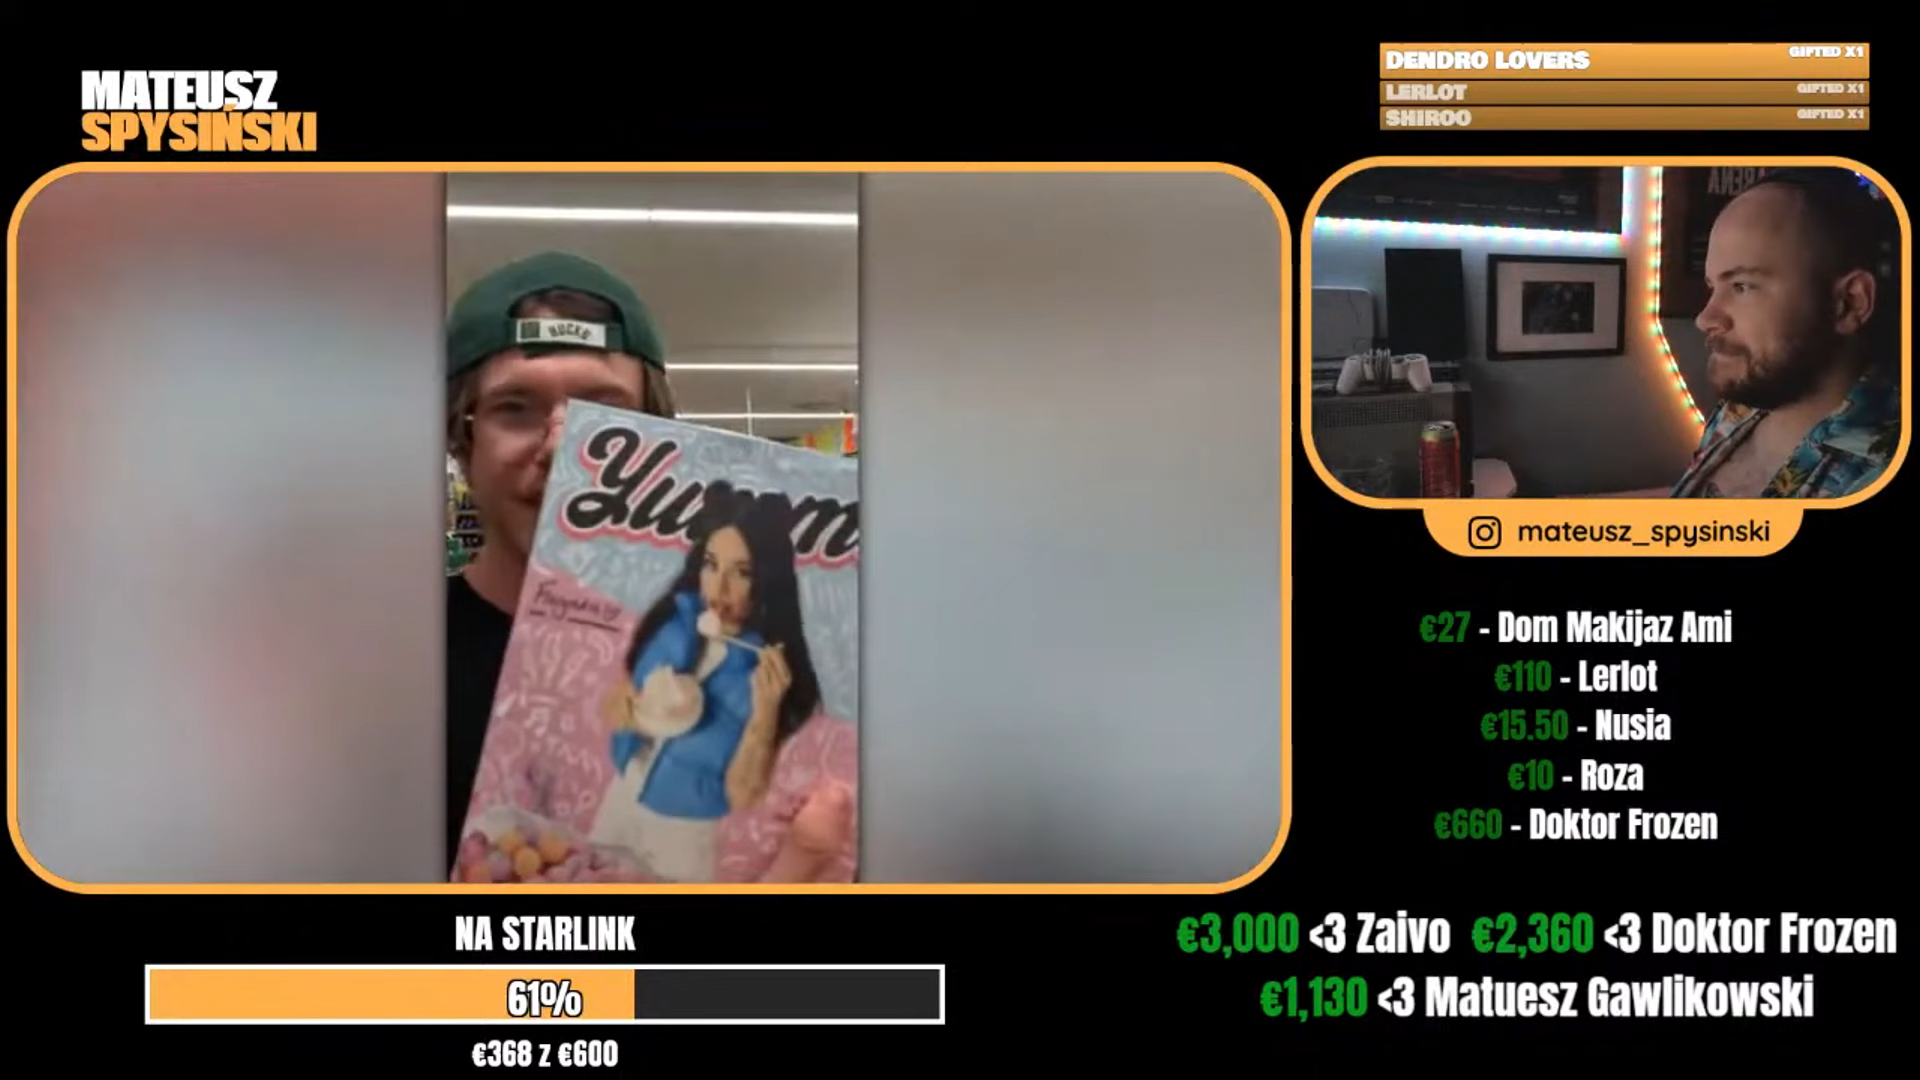 MATEUSZ
SPYSIŃSKI
DENDRO LOVERS GIFTED X1
LERLOT GIFTED X1
SHIROO GIFTED X1
ARENA
mateusz_spysinski
€27 - Dom Makijaz Ami
€110 - Lerlot
€15.50 - Nusia
€10 - Roza
€660 - Doktor Frozen
NA STARLINK
61%
€368 z €600
€3,000 <3 Zaivo €2,360 <3 Doktor Frozen
€1,130 <3 Matuesz Gawlikowski